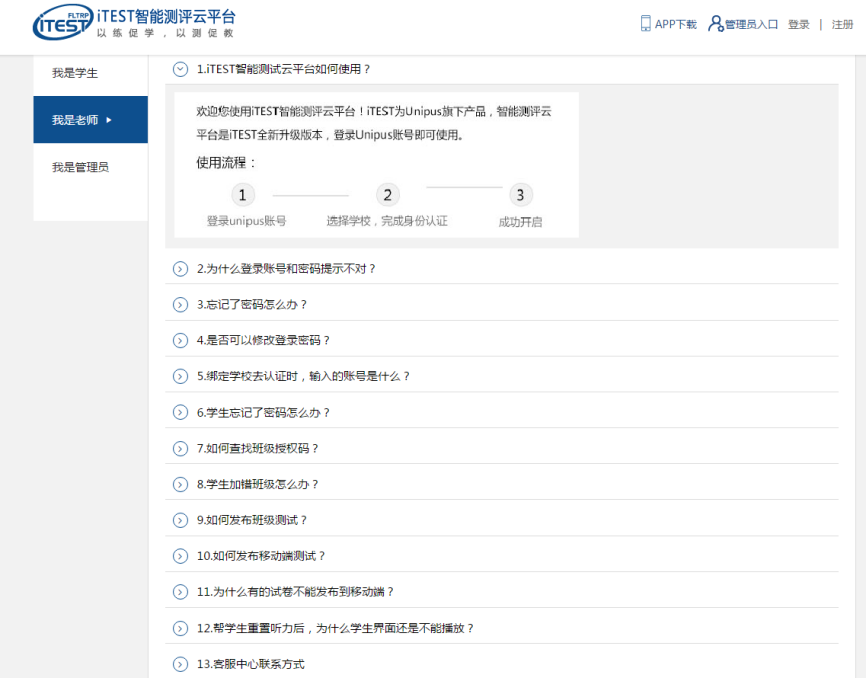 FLTRP
iTEST
iTEST智能测评云平台
以练促学，以测促教
APP下载 管理员入口 登录 | 注册
我是学生
我是老师
我是管理员
1.iTEST智能测试云平台如何使用？
欢迎您使用iTEST智能测评云平台！iTEST为Unipus旗下产品，智能测评云
平台是iTEST全新升级版本，登录Unipus账号即可使用。
使用流程：
1 2 3
登录unipus账号 选择学校，完成身份认证 成功开启
2.为什么登录账号和密码提示不对？
3.忘记了密码怎么办？
4.是否可以修改登录密码？
5.绑定学校去认证时，输入的账号是什么？
6.学生忘记了密码怎么办？
7.如何查找班级授权码？
8.学生加错班级怎么办？
9.如何发布班级测试？
10.如何发布移动端测试？
11.为什么有的试卷不能发布到移动端？
12.帮学生重置听力后，为什么学生界面还是不能播放？
13.客服中心联系方式